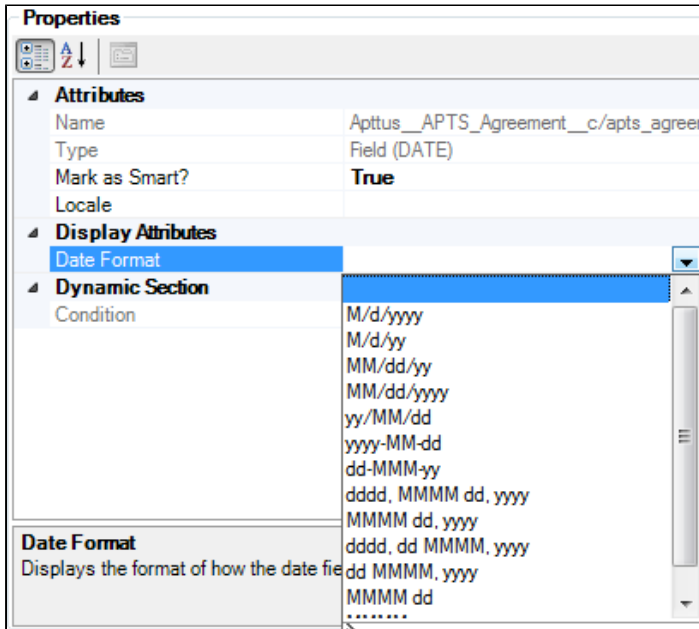 Properties
Attributes
Name Apttus__APTS_Agreement__c/apts_agreer
Type Field (DATE)
Mark as Smart? True
Locale
Display Attributes
Date Format
Dynamic Section
Condition
M/d/yyyy
M/d/yy
MM/dd/yy
MM/dd/yyyy
yy/MM/dd
yyyy-MM-dd
dd-MMM-yy
dddd, MMMM dd, yyyy
MMMM dd, yyyy
dddd, dd MMMM, yyyy
dd MMMM, yyyy
MMMM dd
Date Format
Displays the format of how the date fie